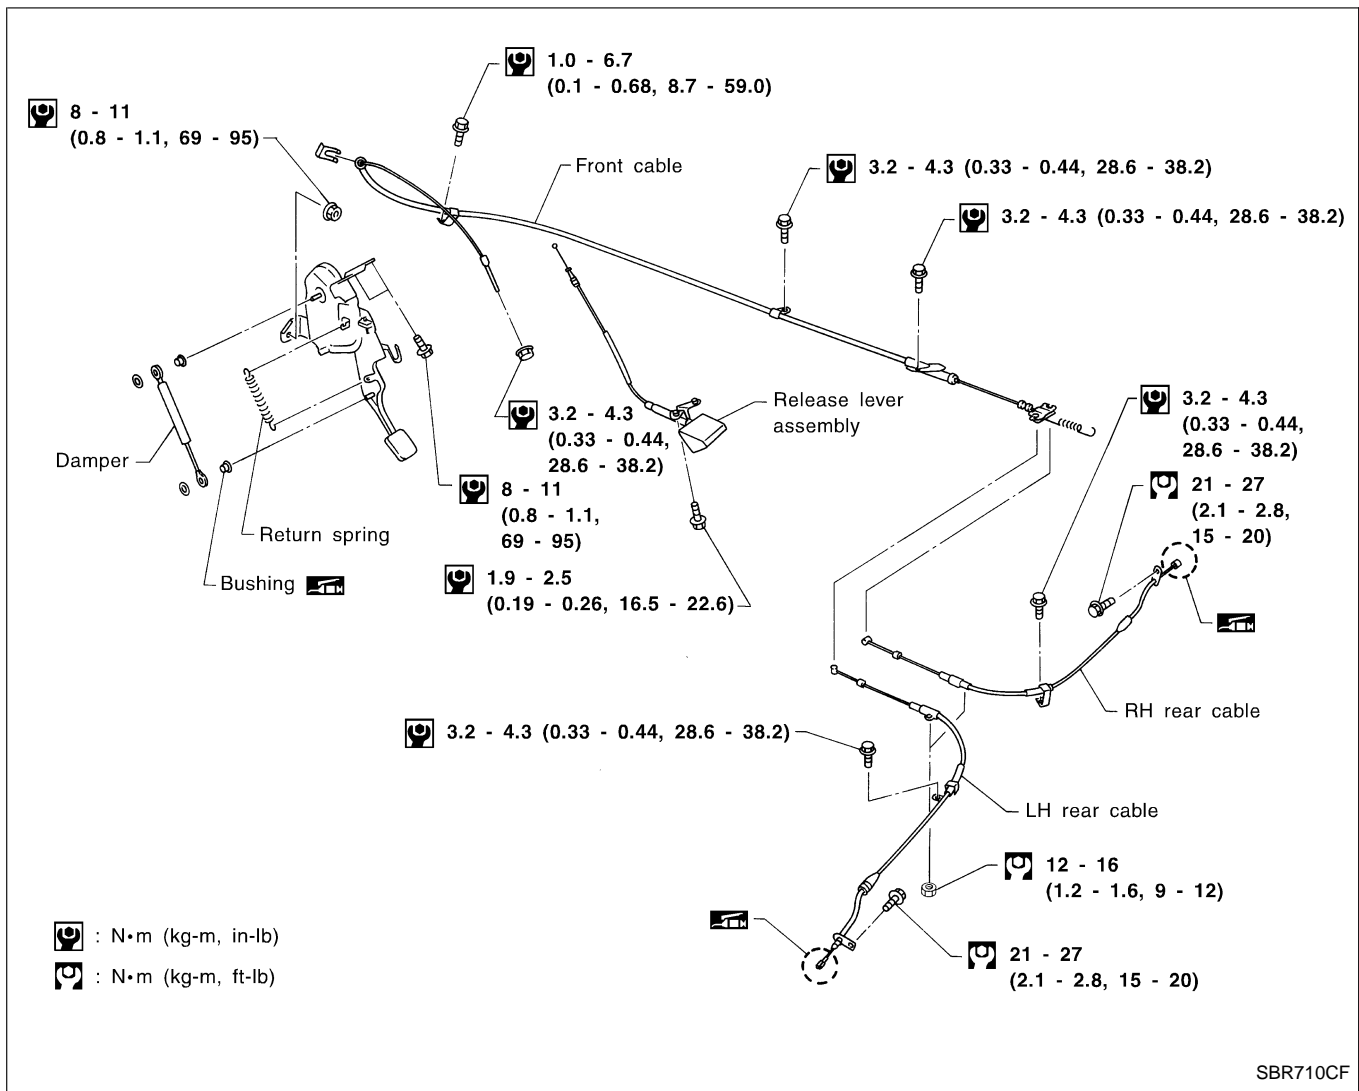 1.0 - 6.7
(0.1 - 0.68, 8.7 - 59.0)
8 - 11
(0.8 - 1.1, 69 - 95)
Front cable
3.2 - 4.3 (0.33 - 0.44, 28.6 - 38.2)
3.2 - 4.3 (0.33 - 0.44, 28.6 - 38.2)
Release lever
assembly
3.2 - 4.3
(0.33 - 0.44,
28.6 - 38.2)
3.2 - 4.3
(0.33 - 0.44,
28.6 - 38.2)
Damper
8 - 11
(0.8 - 1.1,
69 - 95)
21 - 27
(2.1 - 2.8,
15 - 20)
Return spring
Bushing
1.9 - 2.5
(0.19 - 0.26, 16.5 - 22.6)
RH rear cable
3.2 - 4.3 (0.33 - 0.44, 28.6 - 38.2)
LH rear cable
12 - 16
(1.2 - 1.6, 9 - 12)
21 - 27
(2.1 - 2.8, 15 - 20)
: N•m (kg-m, in-lb)
: N•m (kg-m, ft-lb)
SBR710CF